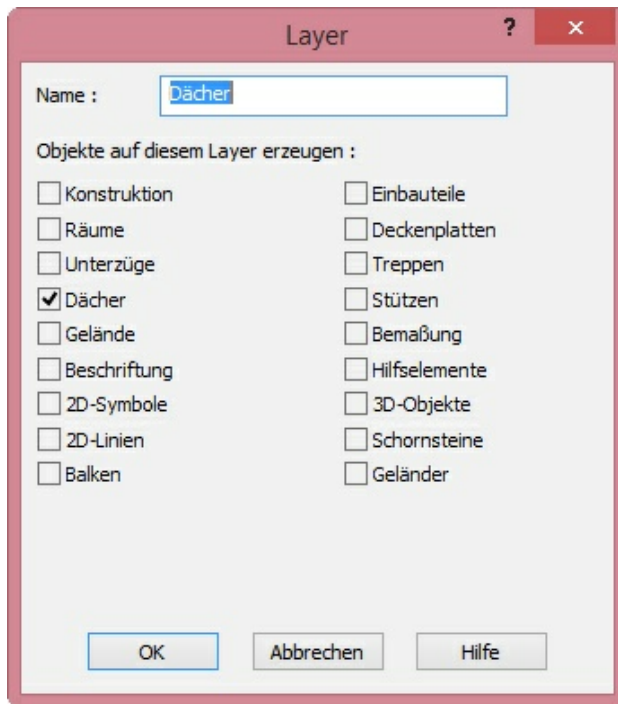 Layer ?
Name : Dächer
Objekte auf diesem Layer erzeugen :
Konstruktion Einbauteile
Räume Deckenplatten
Unterzüge Treppen
Dächer Stützen
Gelände Bemaßung
Beschriftung Hilfselemente
2D-Symbole 3D-Objekte
2D-Linien Schornsteine
Balken Geländer
OK Abbrechen Hilfe